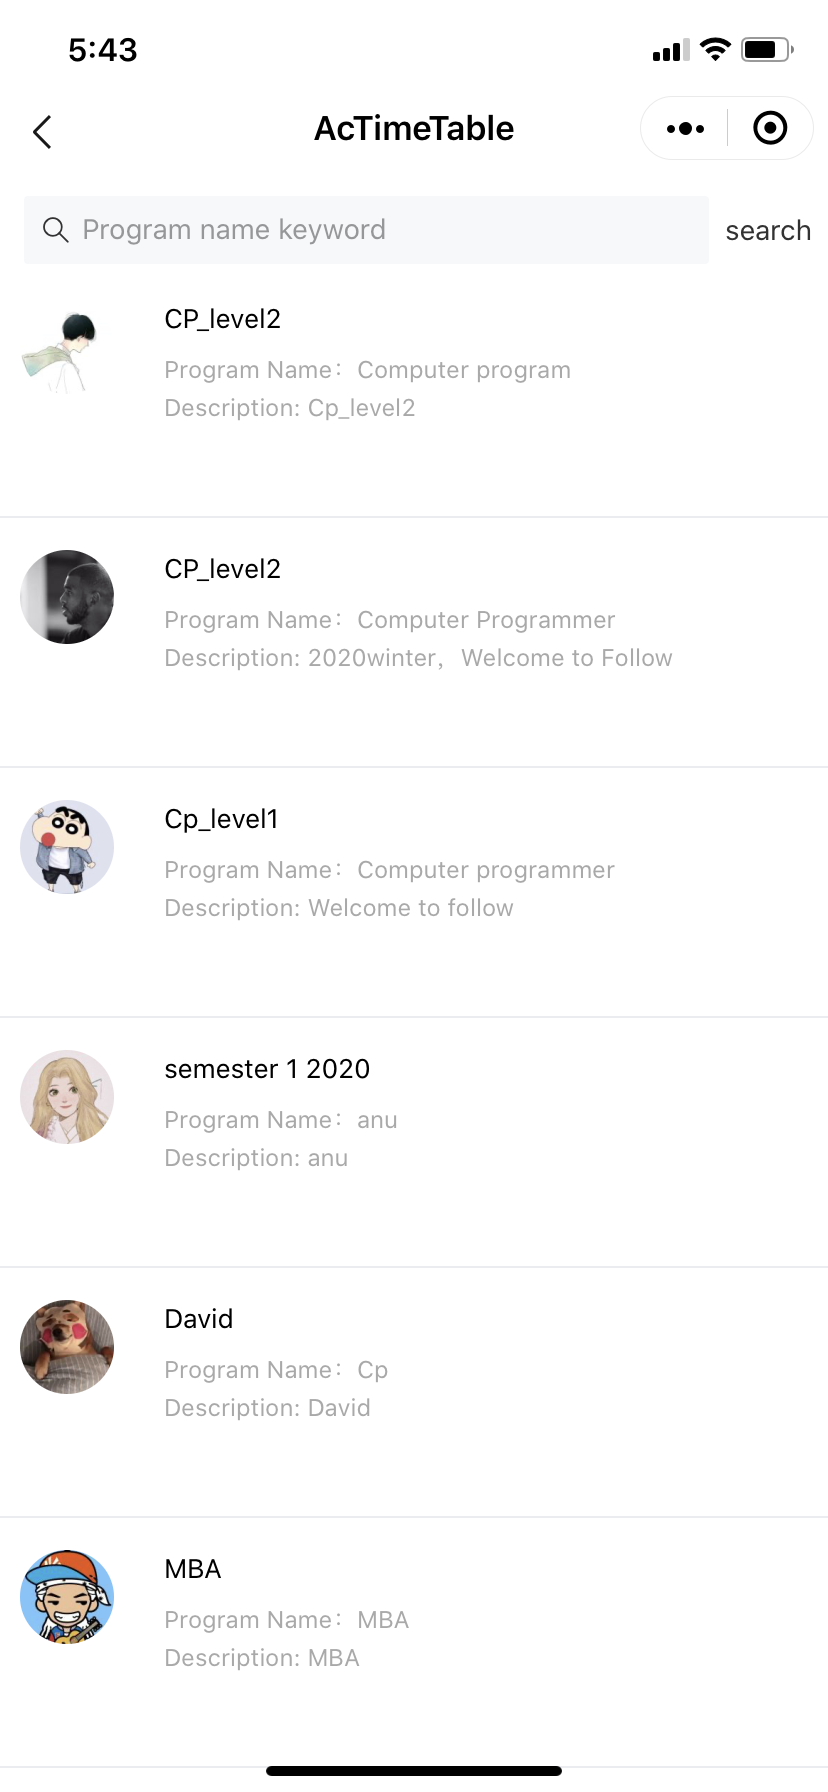 5:43
AcTimeTable
Program name keyword
search
CP_level2
Program Name：Computer program
Description: Cp_level2
CP_level2
Program Name：Computer Programmer
Description: 2020winter，Welcome to Follow
Cp_level1
Program Name：Computer programmer
Description: Welcome to follow
semester 1 2020
Program Name：anu
Description: anu
David
Program Name：Cp
Description: David
MBA
Program Name：MBA
Description: MBA